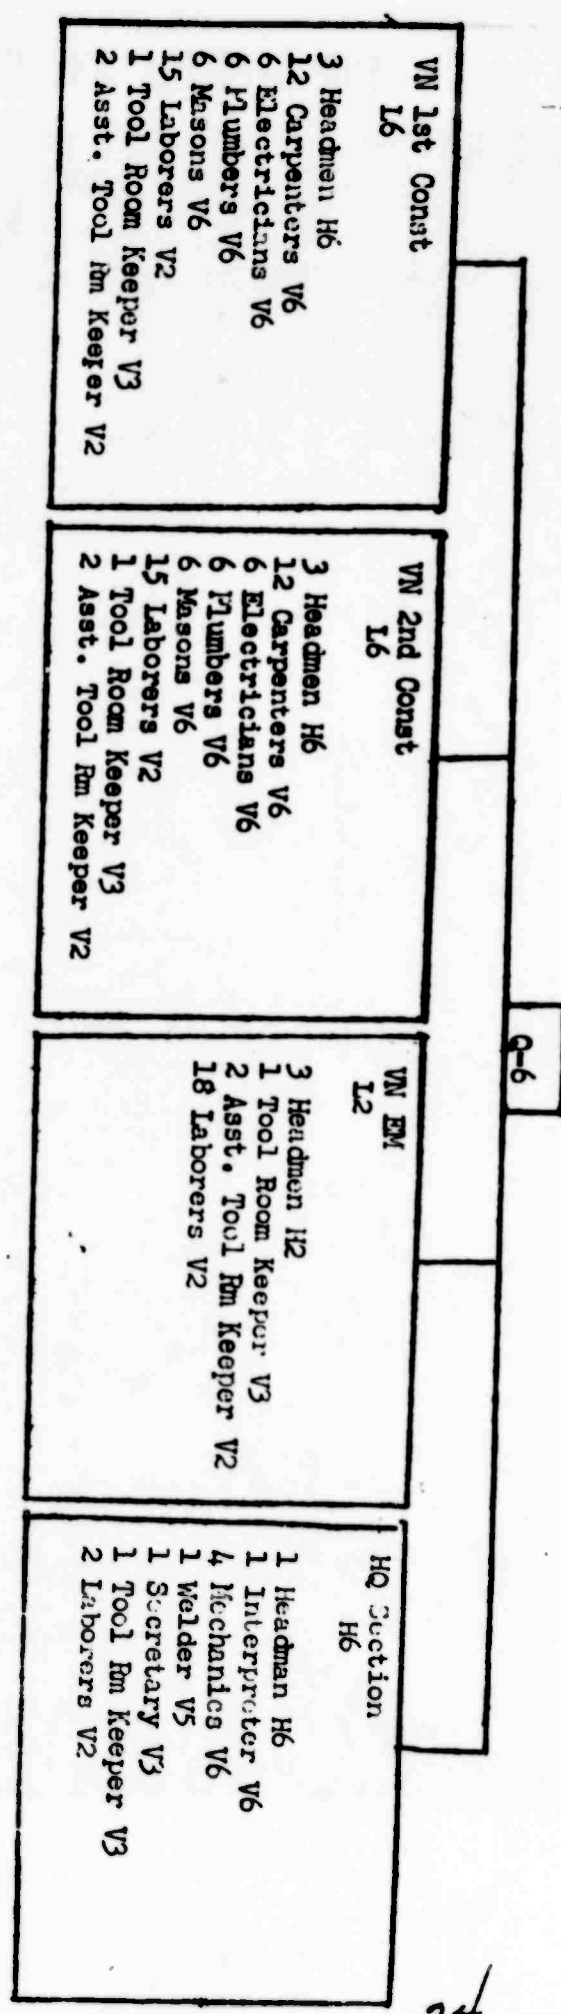 Q-6
VN 1st Const
L6
3 Headmen H6
12 Carpenters V6
6 Electricians V6
6 Plumbers V6
6 Masons V6
15 Laborers V2
1 Tool Room Keeper V3
2 Asst. Tool Rm Keeper V2
VN 2nd Const
L6
3 Headmen H6
12 Carpenters V6
6 Electricians V6
6 Plumbers V6
6 Masons V6
15 Laborers V2
1 Tool Room Keeper V3
2 Asst. Tool Rm Keeper V2
VN EM
L2
3 Headmen H2
1 Tool Room Keeper V3
2 Asst. Tool Rm Keeper V2
18 Laborers V2
HQ Section
H6
1 Headman H6
1 Interpreter V6
4 Mechanics V6
1 Welder V5
1 Secretary V3
1 Tool Rm Keeper V3
2 Laborers V2